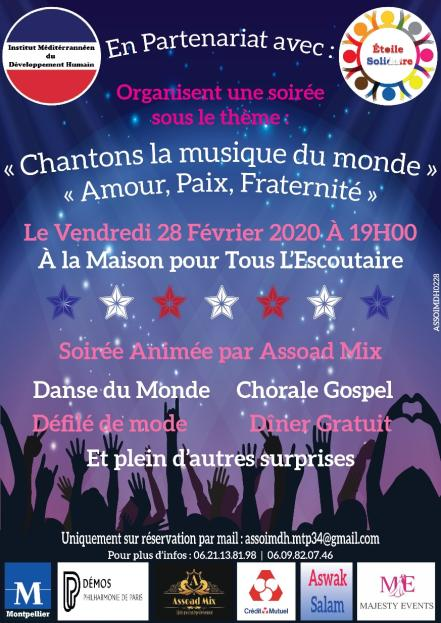 Institut Méditérrannéen
du
Développement Humain
En Partenariat avec :
Étoile
Solidaire
Organisent une soirée
sous le thème :
« Chantons la musique du monde »
« Amour, Paix, Fraternité »
Le Vendredi 28 Février 2020 À 19H00
À la Maison pour Tous L'Escoutaire
ASSOIMDH0228
Soirée Animée par Assoad Mix
Danse du Monde Chorale Gospel
Défilé de mode Dîner Gratuit
Et plein d'autres surprises
Uniquement sur réservation par mail : assoimdh.mtp34@gmail.com
Pour plus d'infos : 06.21.13.81.98 | 06.09.82.07.46
M
Montpellier
DÉMOS
PHILHARMONIE DE PARIS
Assoad Mix
Crédit Mutuel
Aswak
Salam
ME
MAJESTY EVENTS